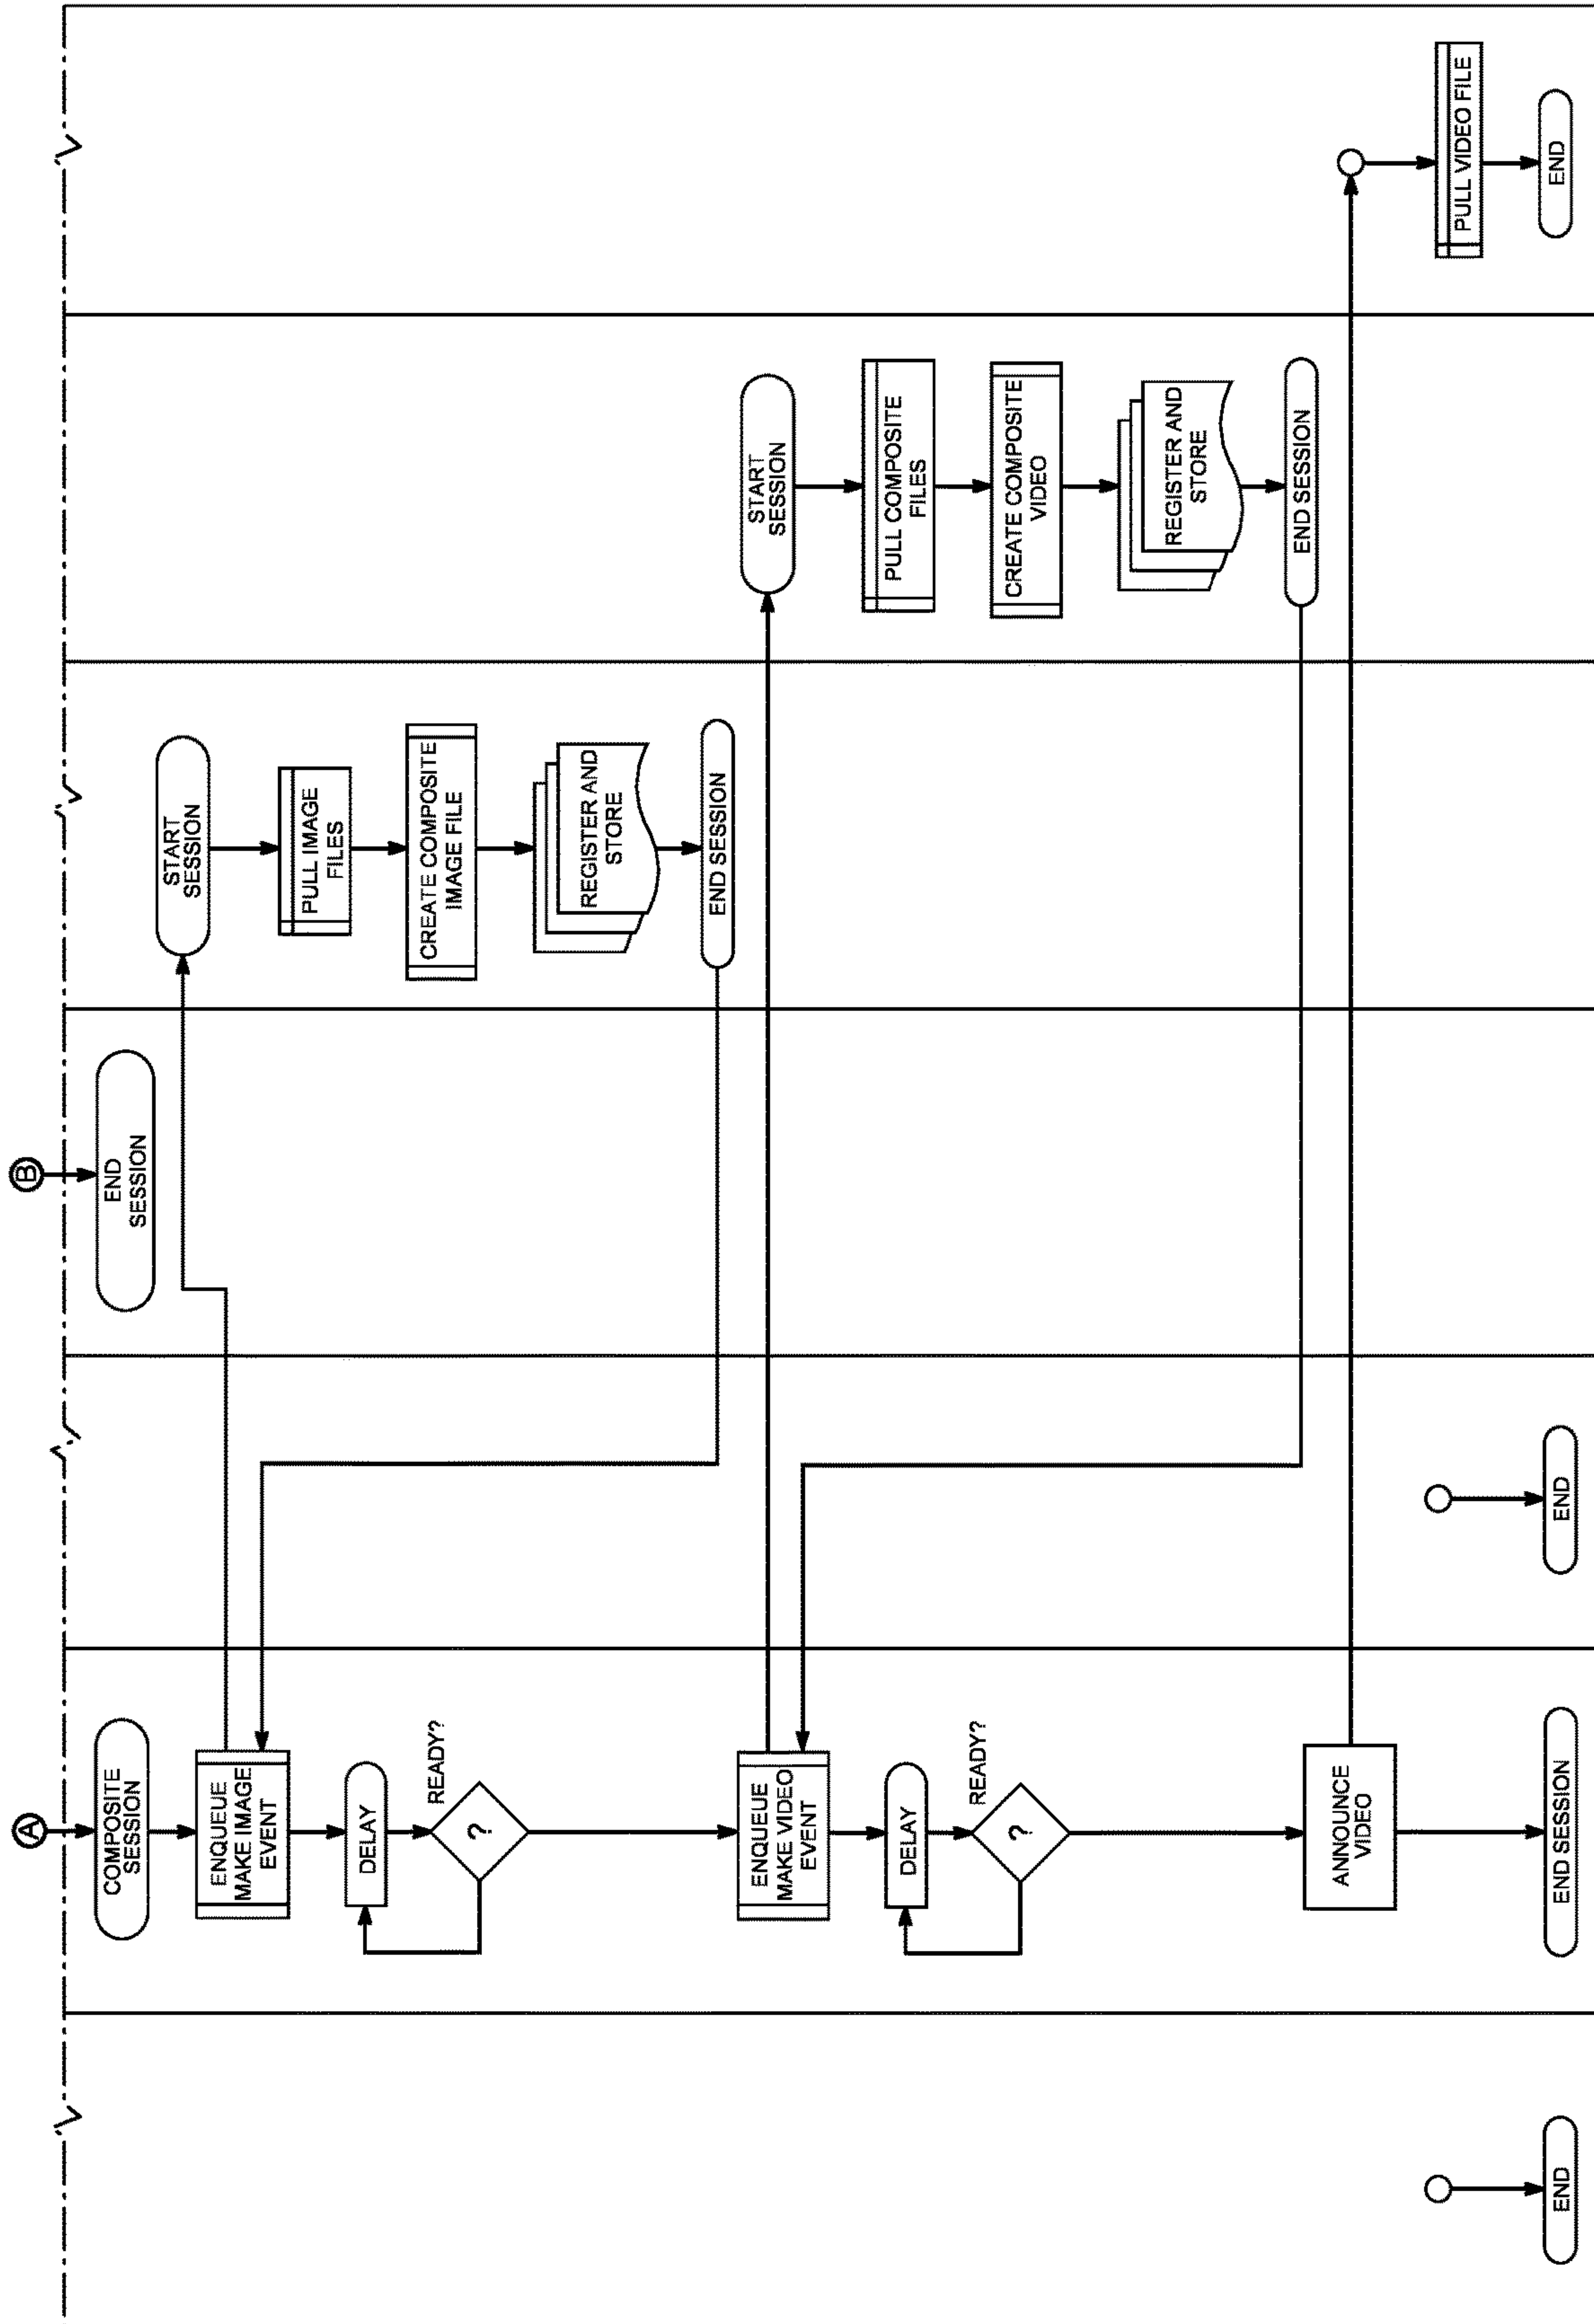 END
A
COMPOSITE
SESSION
ENQUEUE
MAKE IMAGE
EVENT
DELAY
READY?
?
ENQUEUE
MAKE VIDEO
EVENT
DELAY
READY?
?
ANNOUNCE
VIDEO
END SESSION
END
B
END
SESSION
START
SESSION
PULL IMAGE
FILES
CREATE COMPOSITE
IMAGE FILE
REGISTER AND
STORE
END SESSION
START
SESSION
PULL COMPOSITE
FILES
CREATE COMPOSITE
VIDEO
REGISTER AND
STORE
END SESSION
PULL VIDEO FILE
END